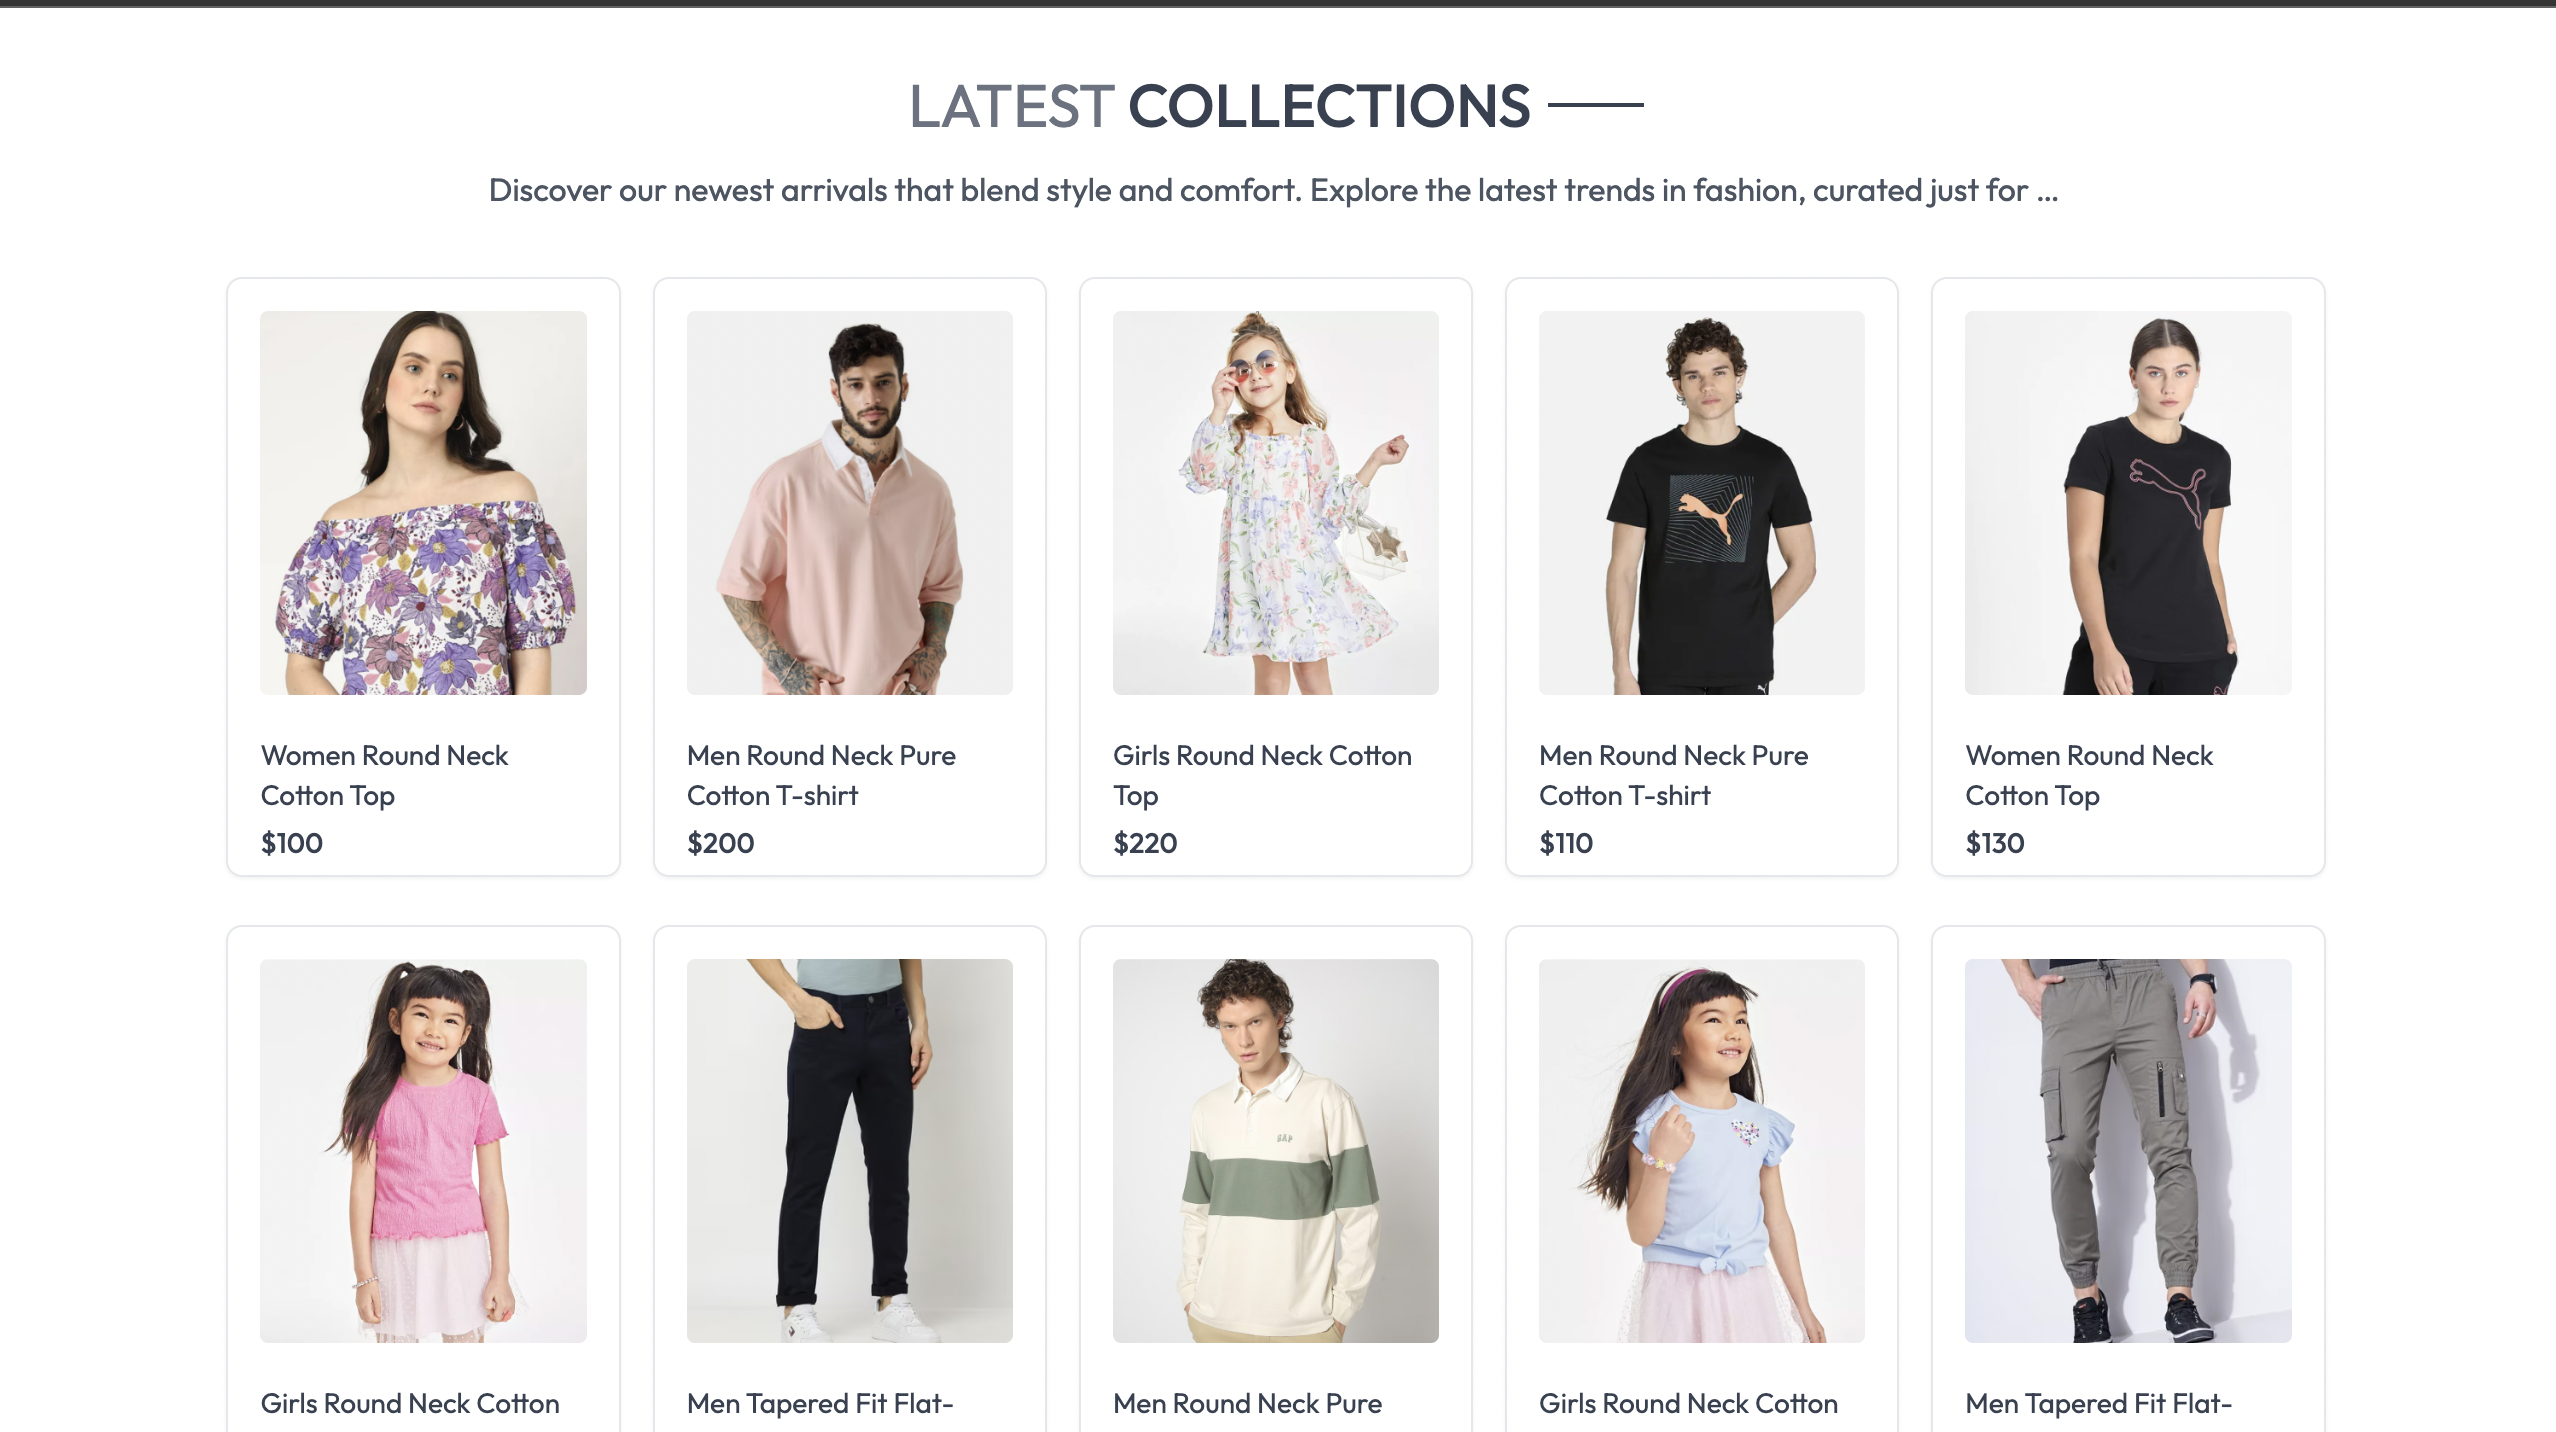 LATEST COLLECTIONS
Discover our newest arrivals that blend style and comfort. Explore the latest trends in fashion, curated just for ...
Women Round Neck
Cotton Top
$100
Men Round Neck Pure
Cotton T-shirt
$200
Girls Round Neck Cotton
Top
$220
Men Round Neck Pure
Cotton T-shirt
$110
Women Round Neck
Cotton Top
$130
GAP
Girls Round Neck Cotton
Men Tapered Fit Flat-
Men Round Neck Pure
Girls Round Neck Cotton
Men Tapered Fit Flat-